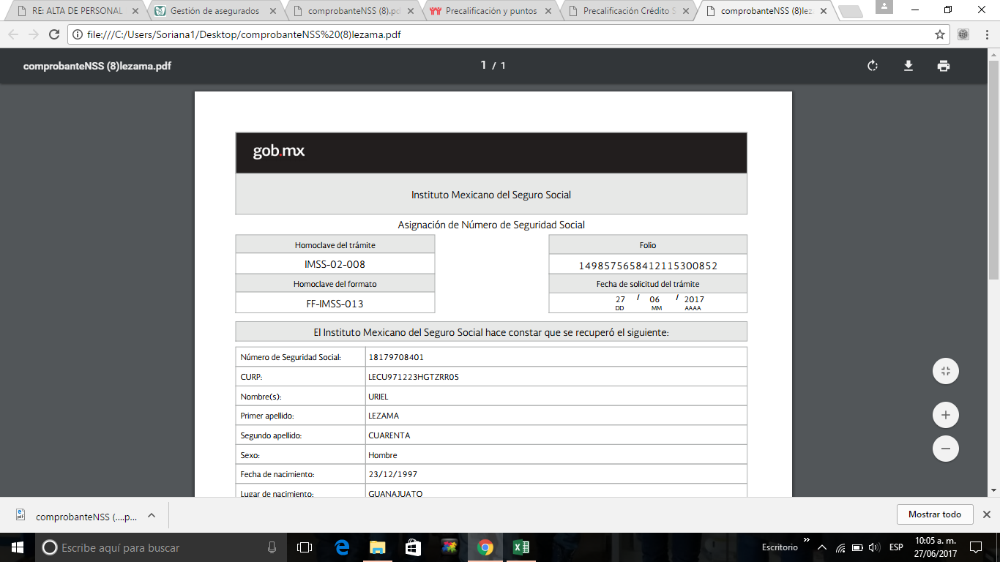 RE: ALTA DE PERSONAL
Gestión de asegurados
comprobanteNSS (8).pd
Precalificación y puntos
Precalificación Crédito S
comprobanteNSS (8)lez
file:///C:/Users/Soriana1/Desktop/comprobanteNSS%20(8)lezama.pdf
comprobanteNSS (8)lezama.pdf
1 / 1
gob.mx
Instituto Mexicano del Seguro Social
Asignación de Número de Seguridad Social
Homoclave del trámite
IMSS-02-008
Homoclave del formato
FF-IMSS-013
Folio
1498575658412115300852
Fecha de solicitud del trámite
27 / 06 / 2017
DD MM AAAA
El Instituto Mexicano del Seguro Social hace constar que se recuperó el siguiente:
Número de Seguridad Social: 18179708401
CURP: LECU971223HGTZRR05
Nombre(s): URIEL
Primer apellido: LEZAMA
Segundo apellido: CUARENTA
Sexo: Hombre
Fecha de nacimiento: 23/12/1997
Lugar de nacimiento: GUANAJUATO
comprobanteNSS (....p...
Mostrar todo
Escribe aquí para buscar
Escritorio
ESP
10:05 a. m.
27/06/2017